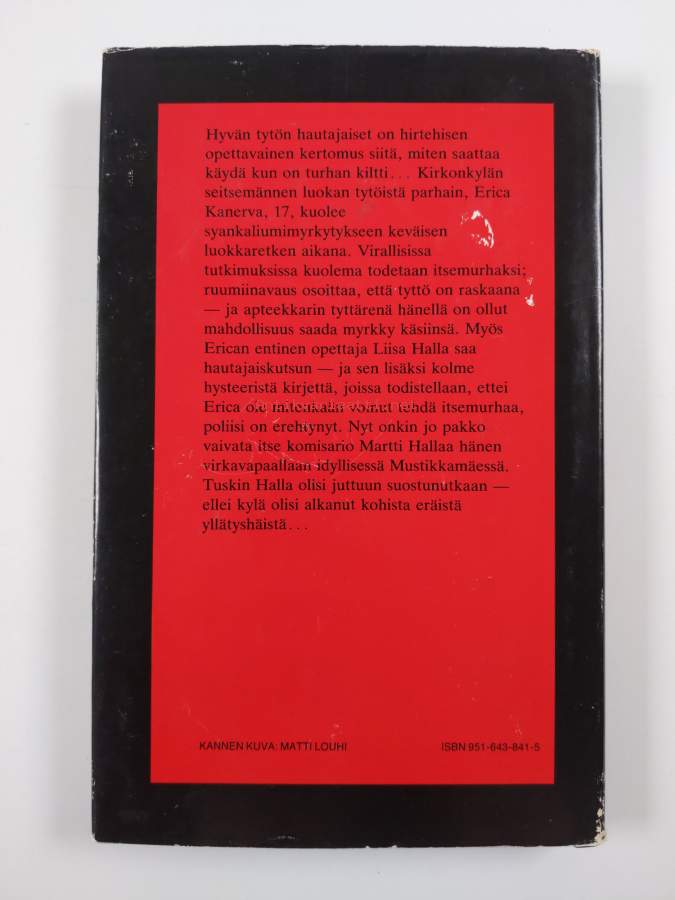 Hyvän tytön hautajaiset on hirtehisen
opettavainen kertomus siitä, miten saattaa
käydä kun on turhan kiltti... Kirkonkylän
seitsemännen luokan tytöistä parhain, Erica
Kanerva, 17, kuolee
syankaliumimyrkytykseen keväisen
luokkaretken aikana. Virallisissa
tutkimuksissa kuolema todetaan itsemurhaksi;
ruumiinavaus osoittaa, että tyttö on raskaana
— ja apteekkarin tyttärenä hänellä on ollut
mahdollisuus saada myrkky käsiinsä. Myös
Erican entinen opettaja Liisa Halla saa
hautajaiskutsun — ja sen lisäksi kolme
hysteeristä kirjettä, joissa todistellaan, ettei
Erica ole mitenkään voinut tehdä itsemurhaa,
poliisi on erehtynyt. Nyt onkin jo pakko
vaivata itse komisario Martti Hallaa hänen
virkavapaallaan idyllisessä Mustikkamäessä.
Tuskin Halla olisi juttuun suostunutkaan —
ellei kylä olisi alkanut kohista eräistä
yllätyshäistä...
KANNEN KUVA: MATTI LOUHI
ISBN 951-643-841-5